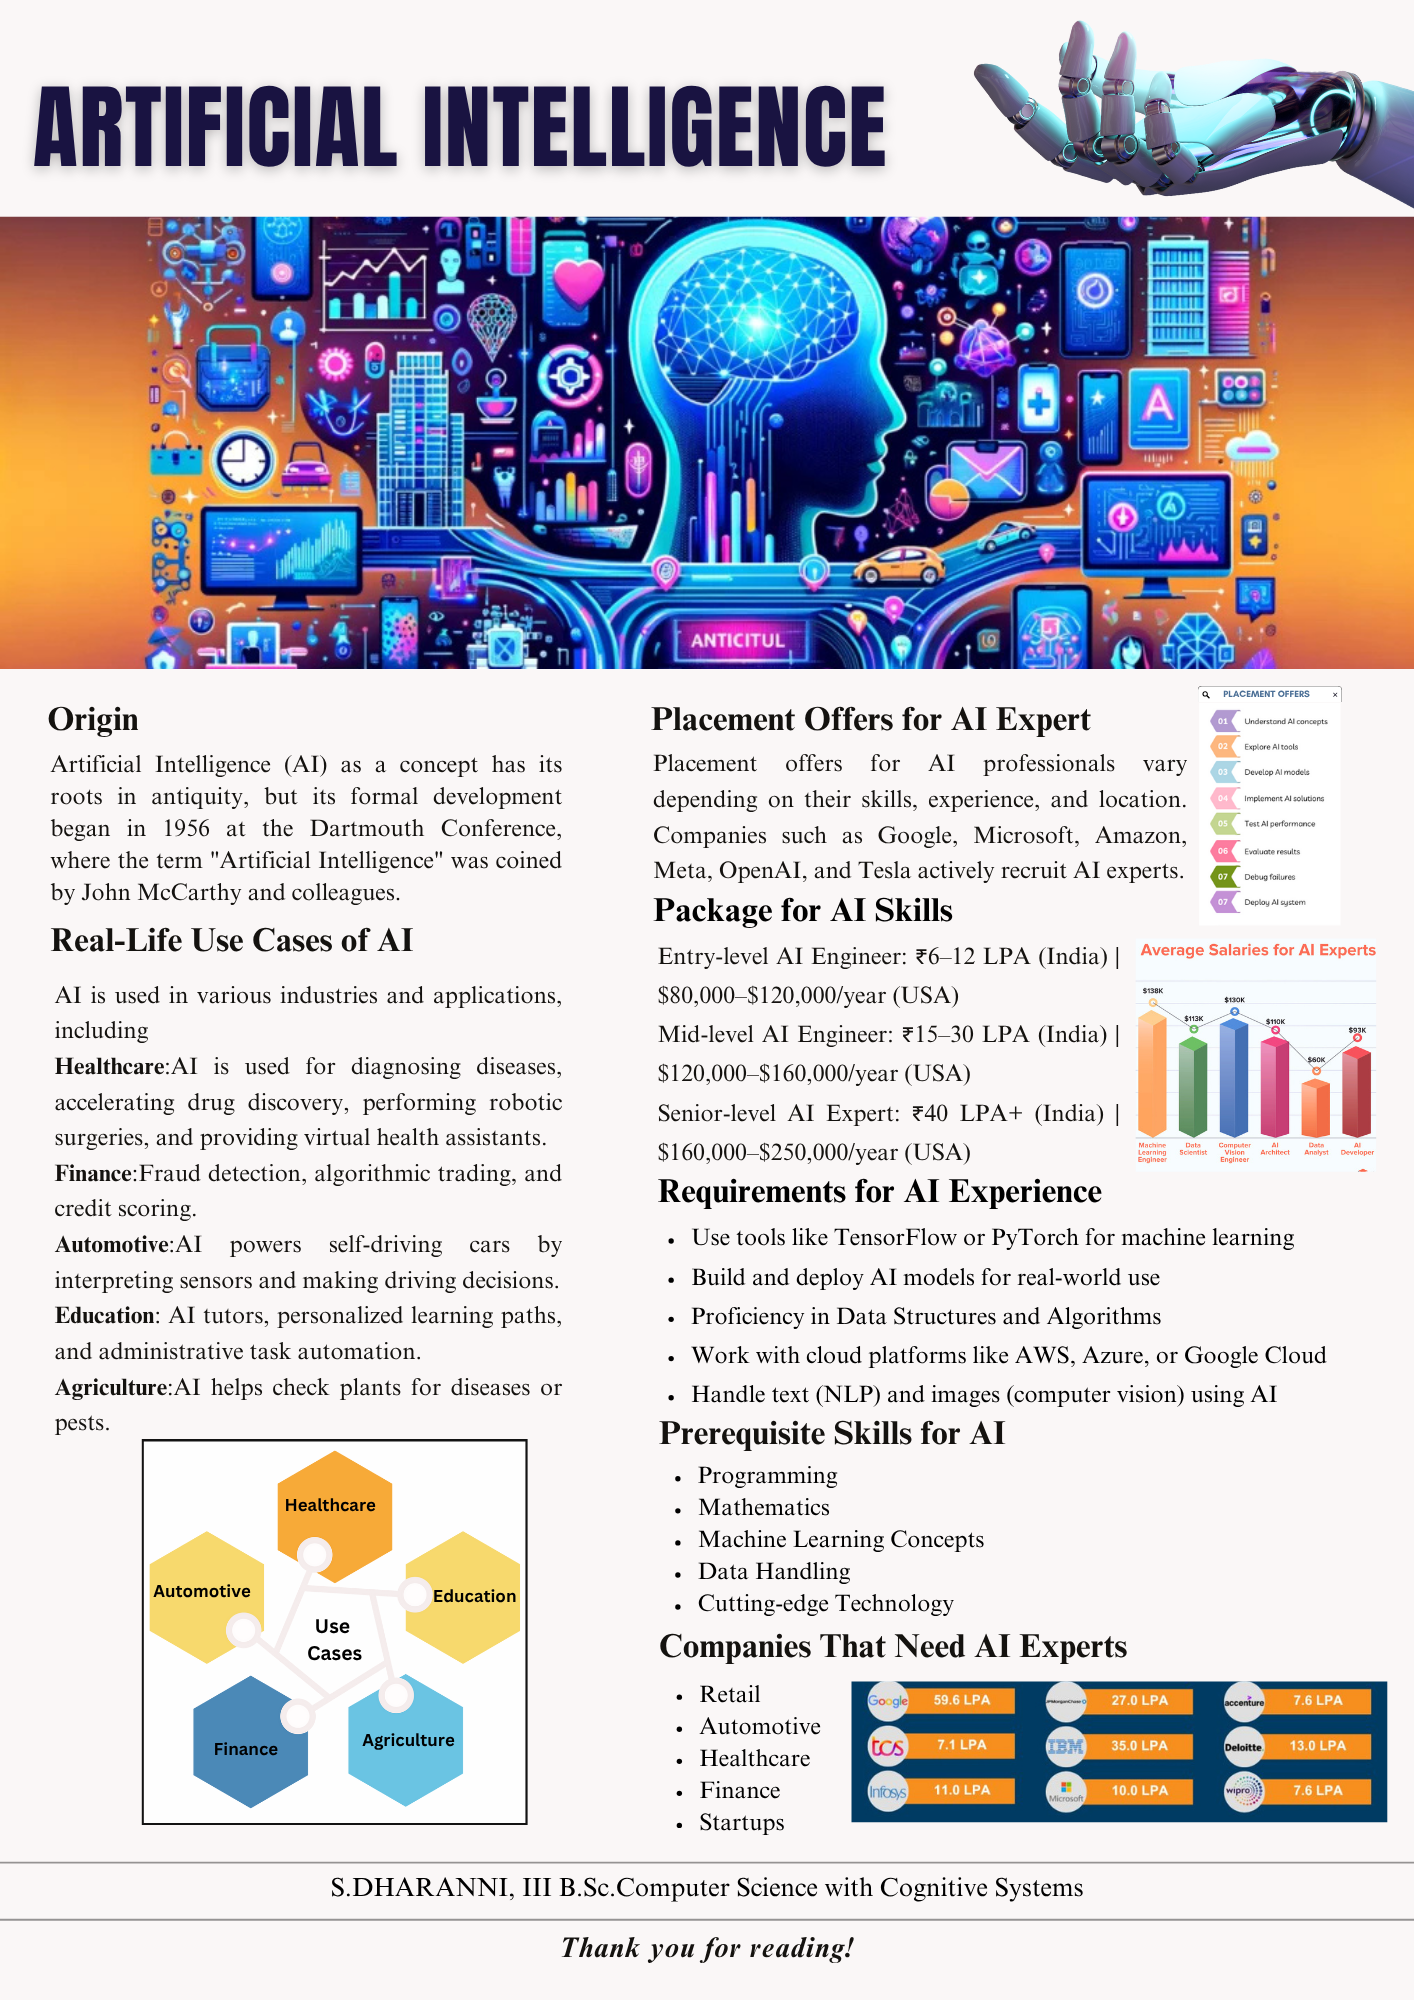 ARTIFICIAL INTELLIGENCE
ANTICITUL
Origin
Artificial Intelligence (AI) as a concept has its
roots in antiquity, but its formal development
began in 1956 at the Dartmouth Conference,
where the term "Artificial Intelligence" was coined
by John McCarthy and colleagues.
Real-Life Use Cases of AI
AI is used in various industries and applications,
including
Healthcare:AI is used for diagnosing diseases,
accelerating drug discovery, performing robotic
surgeries, and providing virtual health assistants.
Finance:Fraud detection, algorithmic trading, and
credit scoring.
Automotive:AI powers self-driving cars by
interpreting sensors and making driving decisions.
Education: AI tutors, personalized learning paths,
and administrative task automation.
Agriculture:AI helps check plants for diseases or
pests.
Healthcare
Automotive
Education
Use
Cases
Finance
Agriculture
Placement Offers for AI Expert
Placement offers for AI professionals vary
depending on their skills, experience, and location.
Companies such as Google, Microsoft, Amazon,
Meta, OpenAI, and Tesla actively recruit AI experts.
PLACEMENT OFFERS
01 Understand AI concepts
02 Explore AI tools
03 Develop AI models
04 Implement AI solutions
05 Test AI performance
06 Evaluate results
07 Debug failures
07 Deploy AI system
Package for AI Skills
Entry-level AI Engineer: ₹6–12 LPA (India) |
$80,000–$120,000/year (USA)
Mid-level AI Engineer: ₹15–30 LPA (India) |
$120,000–$160,000/year (USA)
Senior-level AI Expert: ₹40 LPA+ (India) |
$160,000–$250,000/year (USA)
Average Salaries for AI Experts
$138K $113K $130K $110K $60K $93K
Machine Learning Engineer
Data Scientist
Computer Vision Engineer
AI Architect
Data Analyst
AI Developer
Requirements for AI Experience
• Use tools like TensorFlow or PyTorch for machine learning
• Build and deploy AI models for real-world use
• Proficiency in Data Structures and Algorithms
• Work with cloud platforms like AWS, Azure, or Google Cloud
• Handle text (NLP) and images (computer vision) using AI
Prerequisite Skills for AI
• Programming
• Mathematics
• Machine Learning Concepts
• Data Handling
• Cutting-edge Technology
Companies That Need AI Experts
• Retail
• Automotive
• Healthcare
• Finance
• Startups
Google 59.6 LPA
JPMorganChase 27.0 LPA
accenture 7.6 LPA
tcs 7.1 LPA
IBM 35.0 LPA
Deloitte. 13.0 LPA
Infosys 11.0 LPA
Microsoft 10.0 LPA
wipro 7.6 LPA
S.DHARANNI, III B.Sc.Computer Science with Cognitive Systems
Thank you for reading!